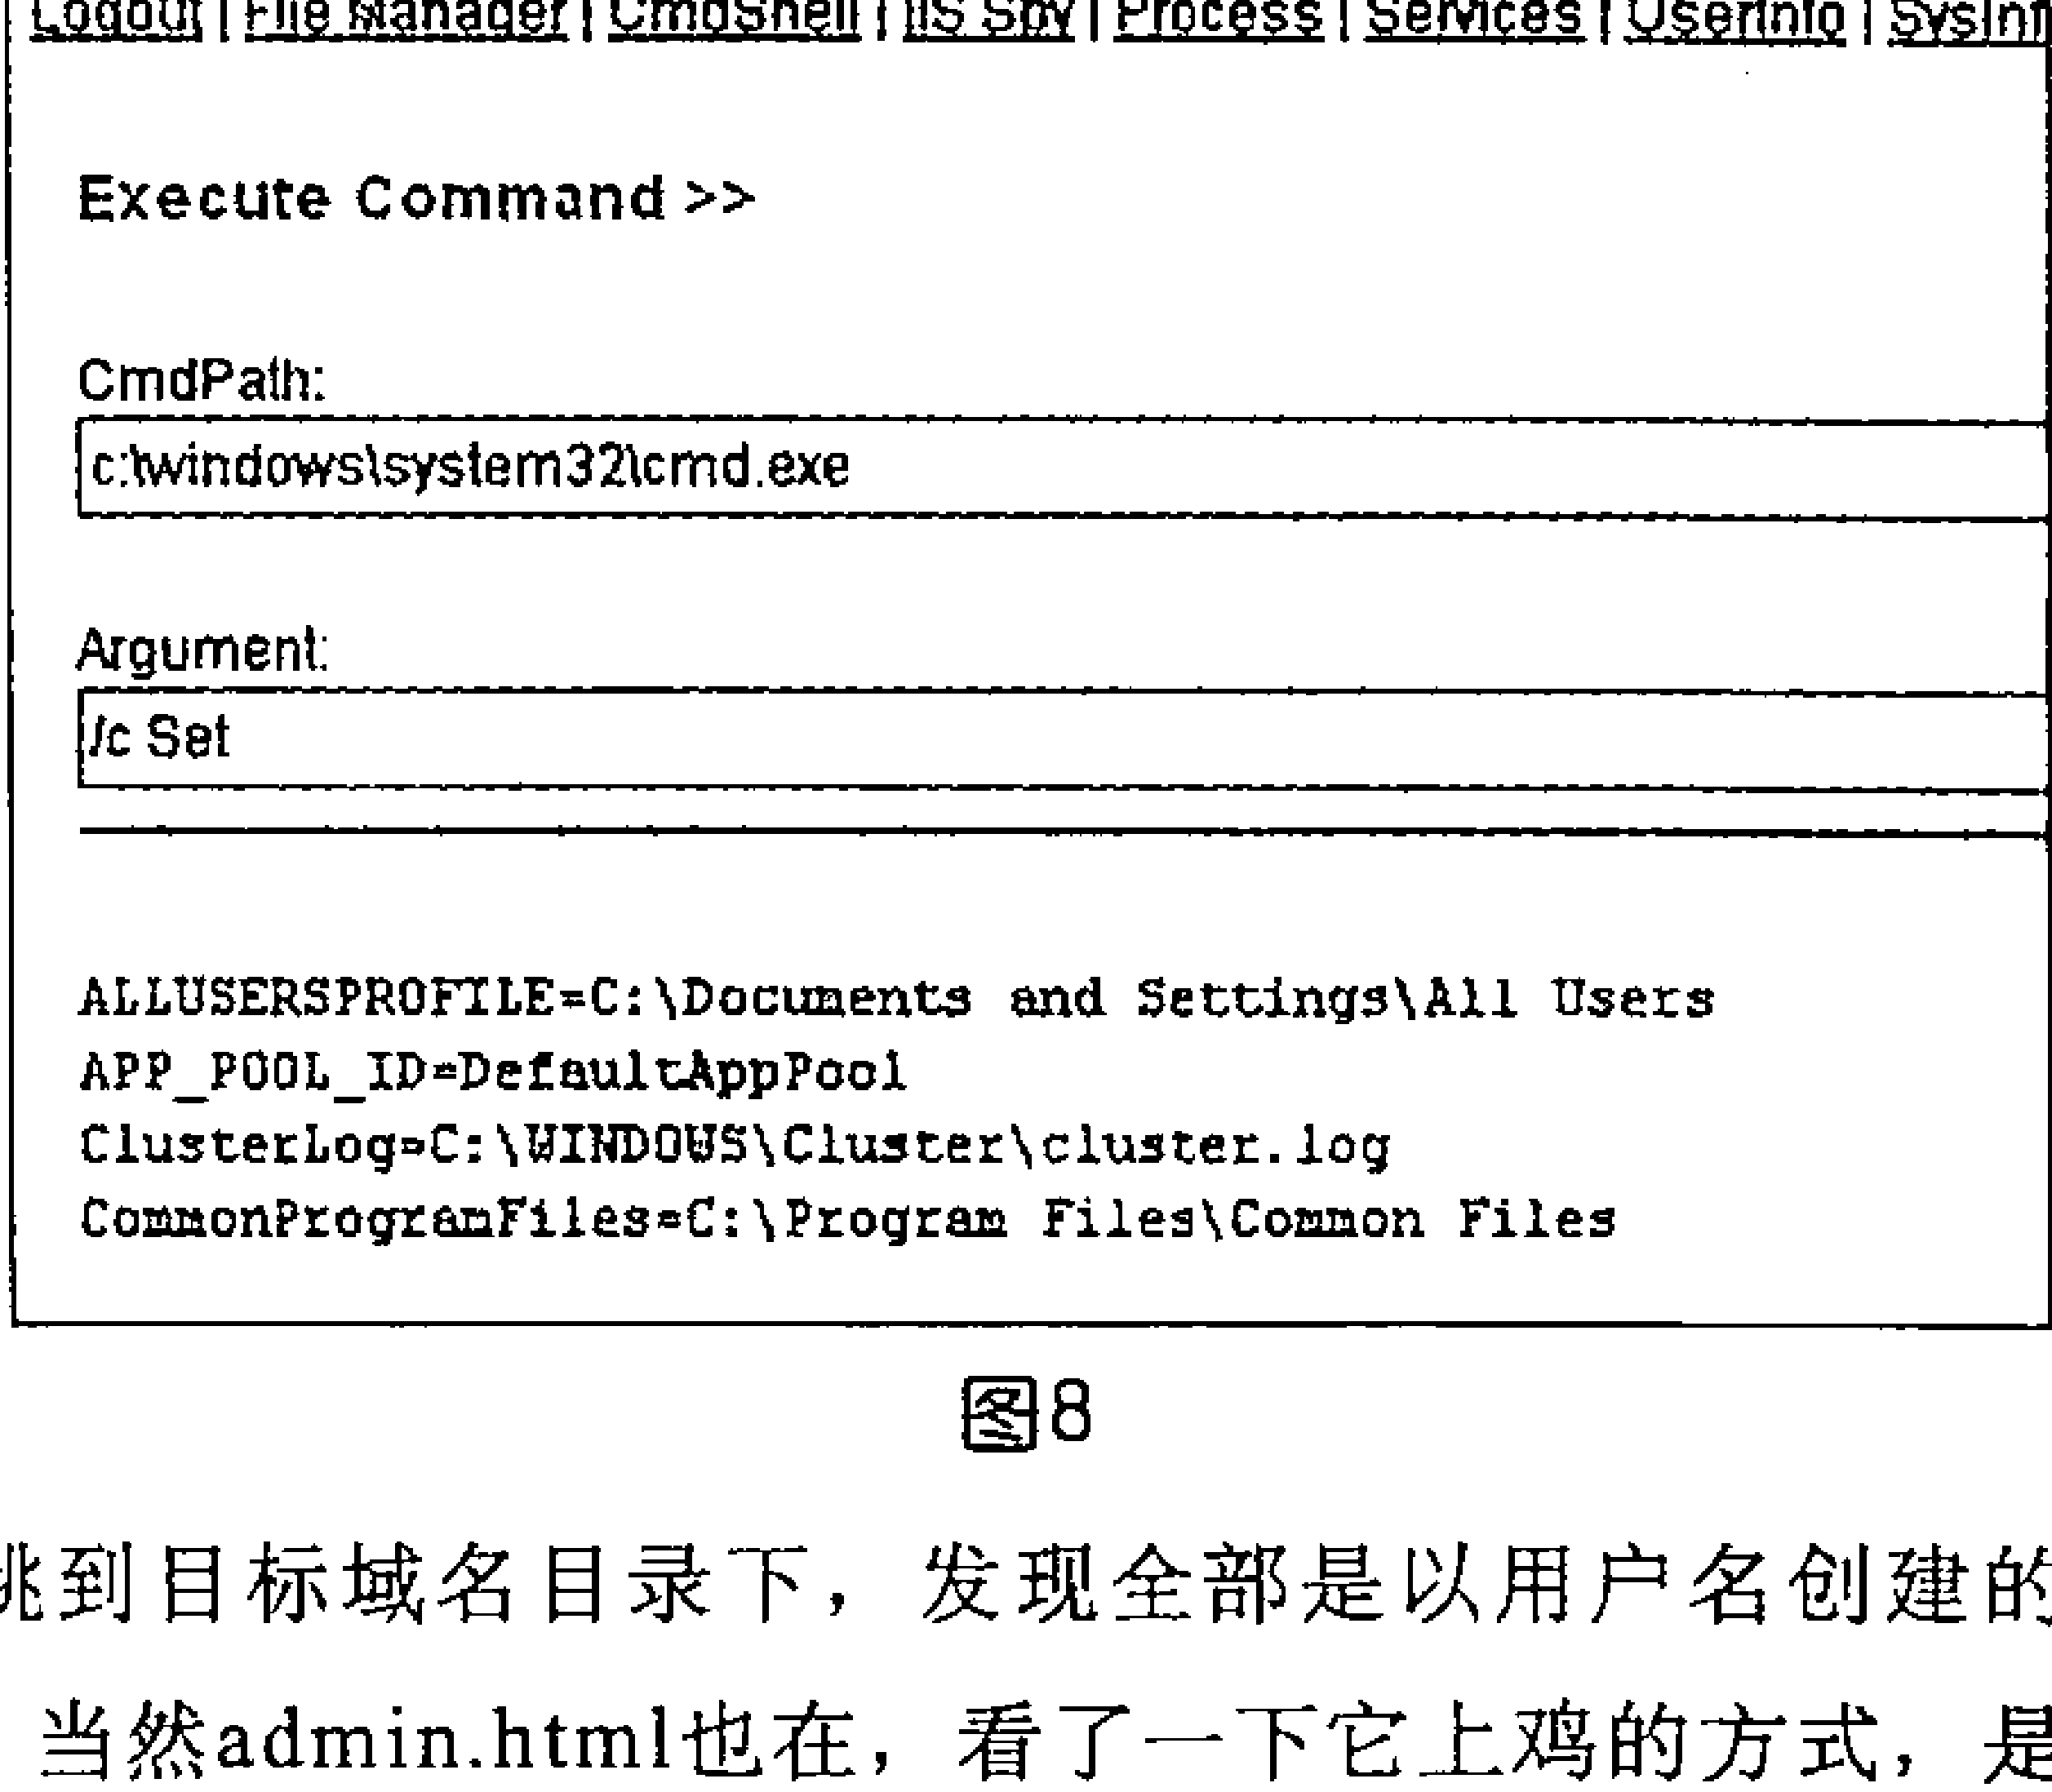 Logout | File Manager | CmdShell | IIS Spy | Process | Services | UserInfo | SysInf
Execute Command >>
CmdPath:
c:\windows\system32\cmd.exe
Argument:
/c Set
ALLUSERSPROFILE=C:\Documents and Settings\All Users
APP_POOL_ID=DefaultAppPool
ClusterLog=C:\WINDOWS\Cluster\cluster.log
CommonProgramFiles=C:\Program Files\Common Files
图8
跳到目标域名目录下，发现全部是以用户名创建的
当然admin.html也在，看了一下它上鸡的方式，是